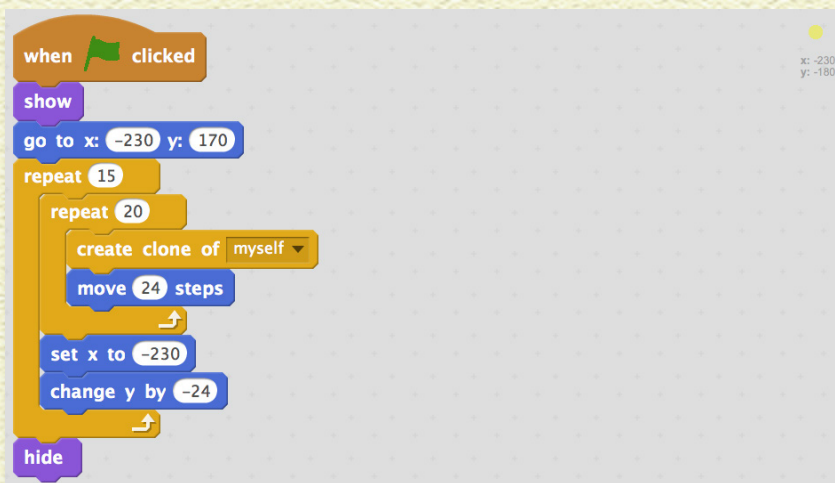 when clicked
show
go to x: -230 y: 170
repeat 15
repeat 20
create clone of myself
move 24 steps
set x to -230
change y by -24
hide
x: -230
y: -180